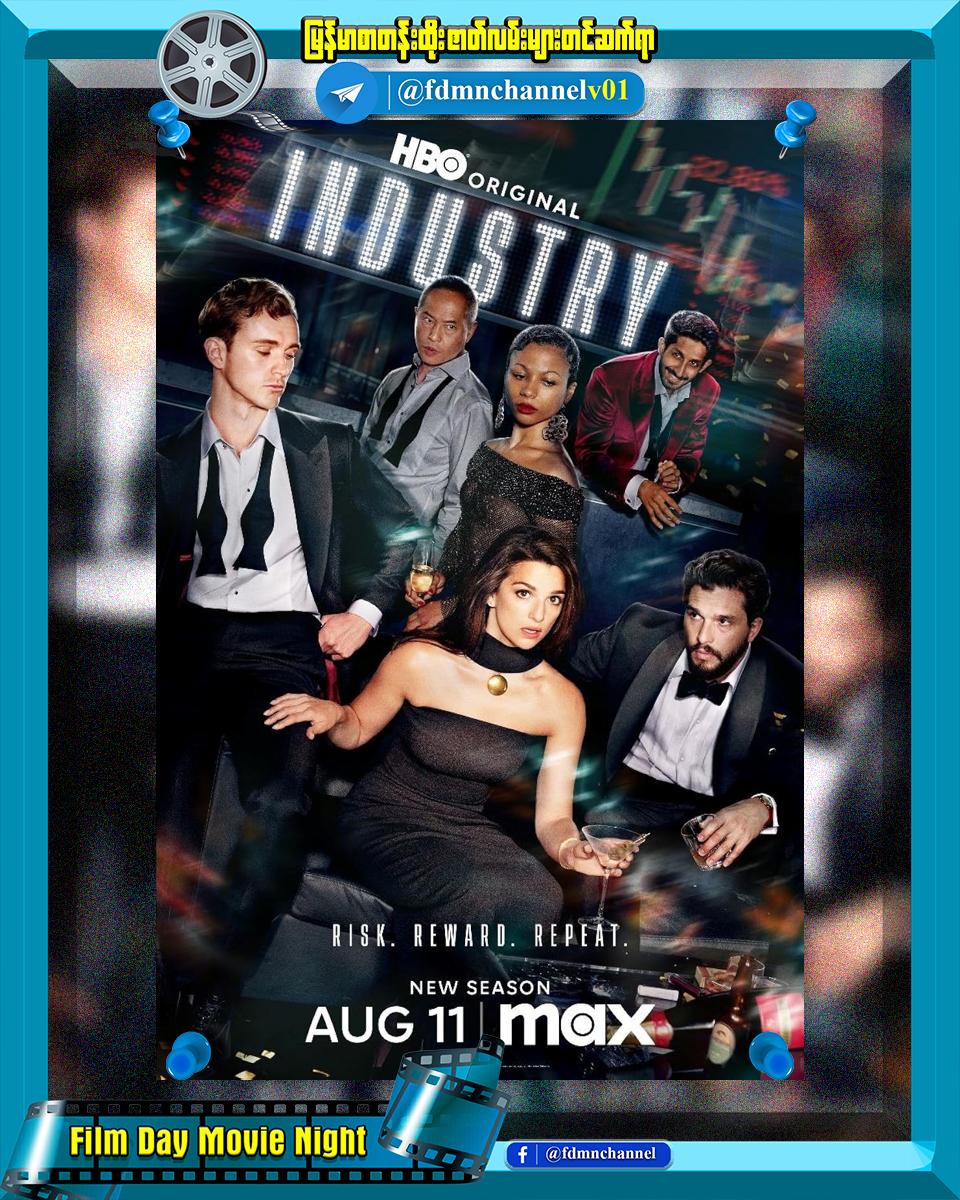 မြန်မာစာတန်းထိုးဇာတ်လမ်းများတင်ဆက်ရာ
@fdmnchannelv01
HBO ORIGINAL
INDUSTRY
RISK. REWARD. REPEAT.
NEW SEASON
AUG 11 | max
Film Day Movie Night
f | @fdmnchannel